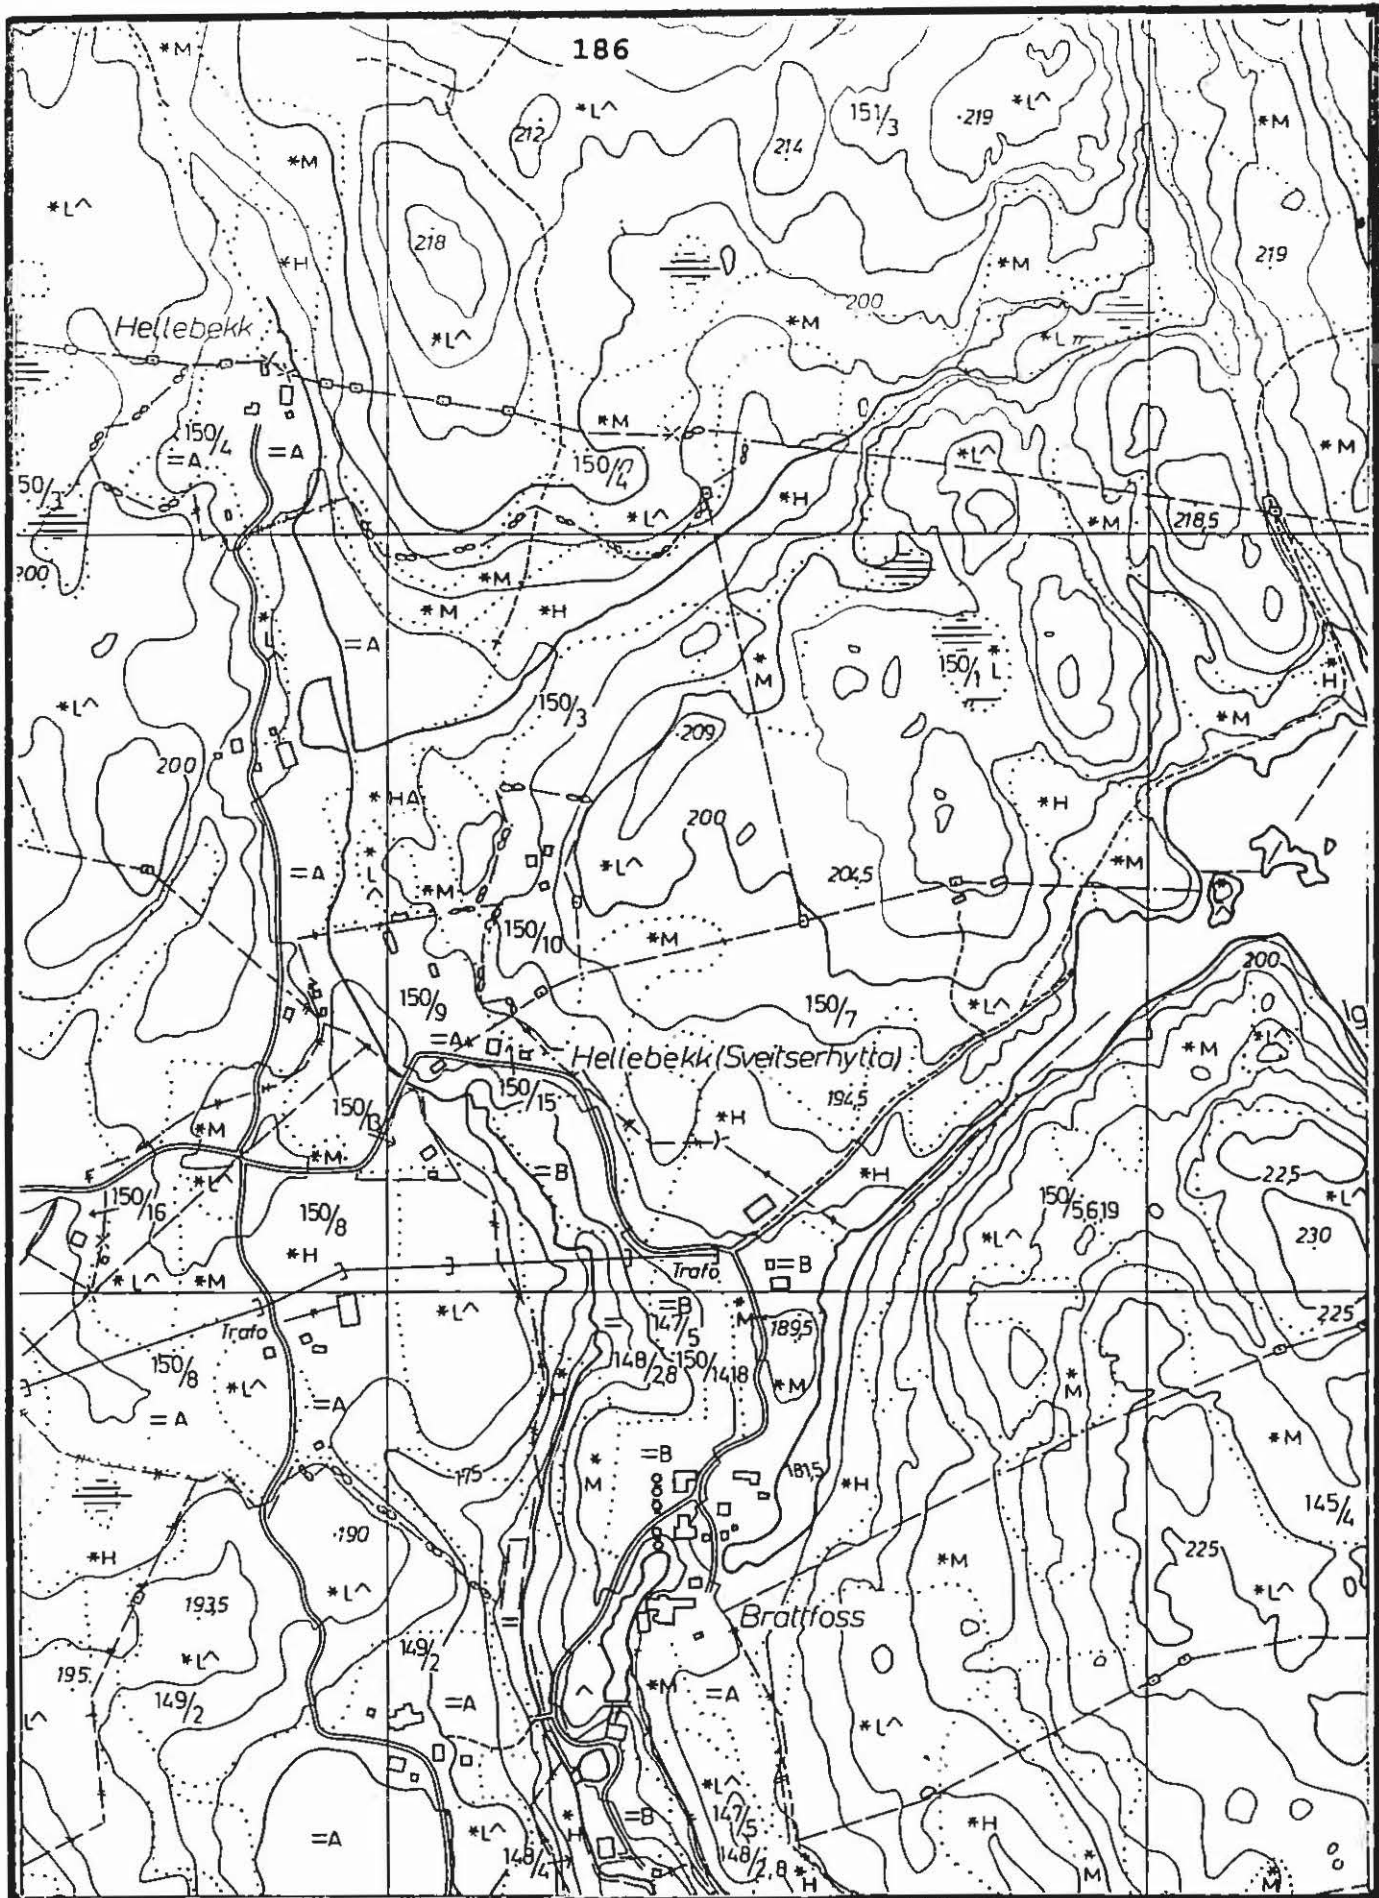 186
*M
212
*L^
151/3
219
*L^
*M
214
*M
*L^
218
*H
*M
219
200
Hellebekk
*M
*L
*L^
*M
*M
150/4
=A
=A
150/4
*L^
50/3
*H
*L^
*M
218,5
200
*M
*M
*H
*L
=A
*M
150/1
*L
*H
*L^
150/3
*M
209
200
*HA
*H
200
*L^
=A
*L^
*M
*L^
204,5
*M
150/10
*M
200
150/9
150/7
*L^
=A
*M
*L^
Hellebekk (Sveitserhytta)
150/15
194,5
150/13
*H
*M
*M
=B
*H
*L^
225
150/16
150/8
150/5,6,19
*L^
*L^
230
*H
*L^
*M
Trafo
=B
=B
*M
225
*L^
147/5
189,5
Trafo
=
150/8
148/2,8
150/14,18
*L^
*M
*M
=A
=A
*H
*M
=B
175
*M
181,5
*H
145/4
190
*H
*M
225
*L^
193,5
*L^
=
Brattfoss
195
*L^
149/2
149/2
*M
=A
=A
L^
^
*L^
*L^
147/5
=B
*H
=A
*L^
*H
148/4
148/2,8
*M
*H
*M